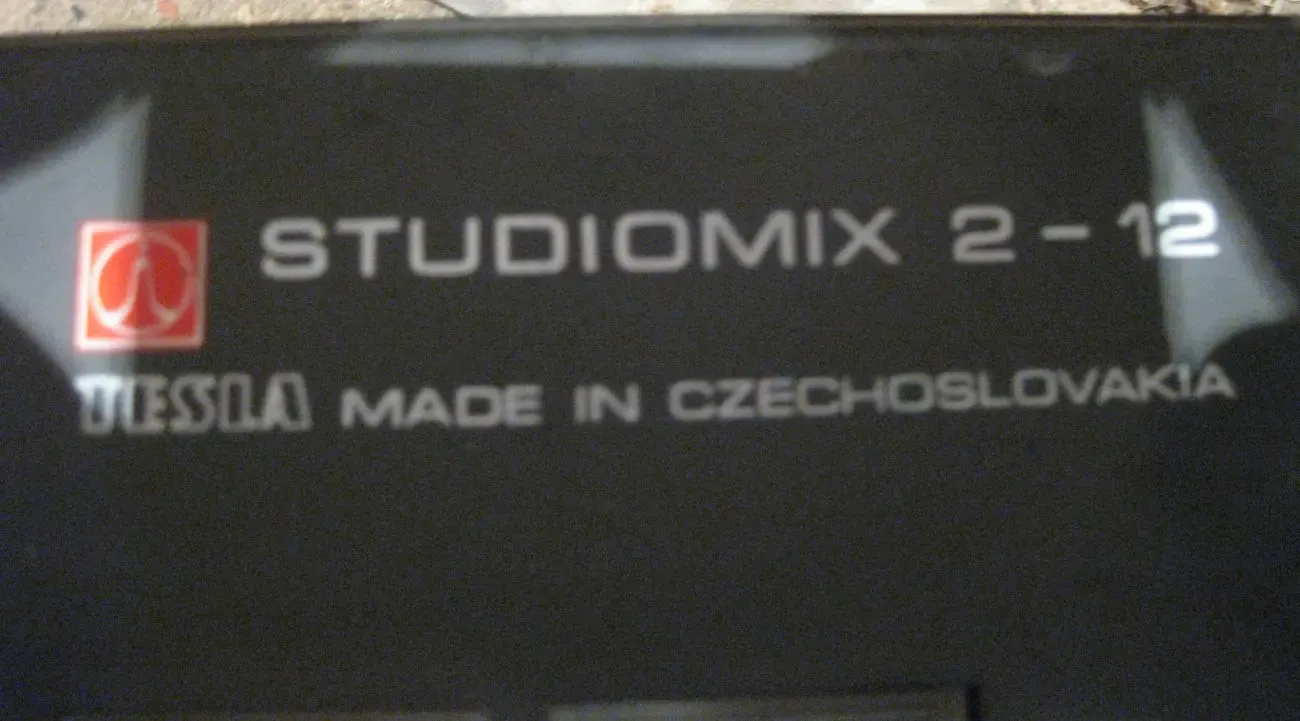 STUDIOMIX 2-12
TESLA MADE IN CZECHOSLOVAKIA